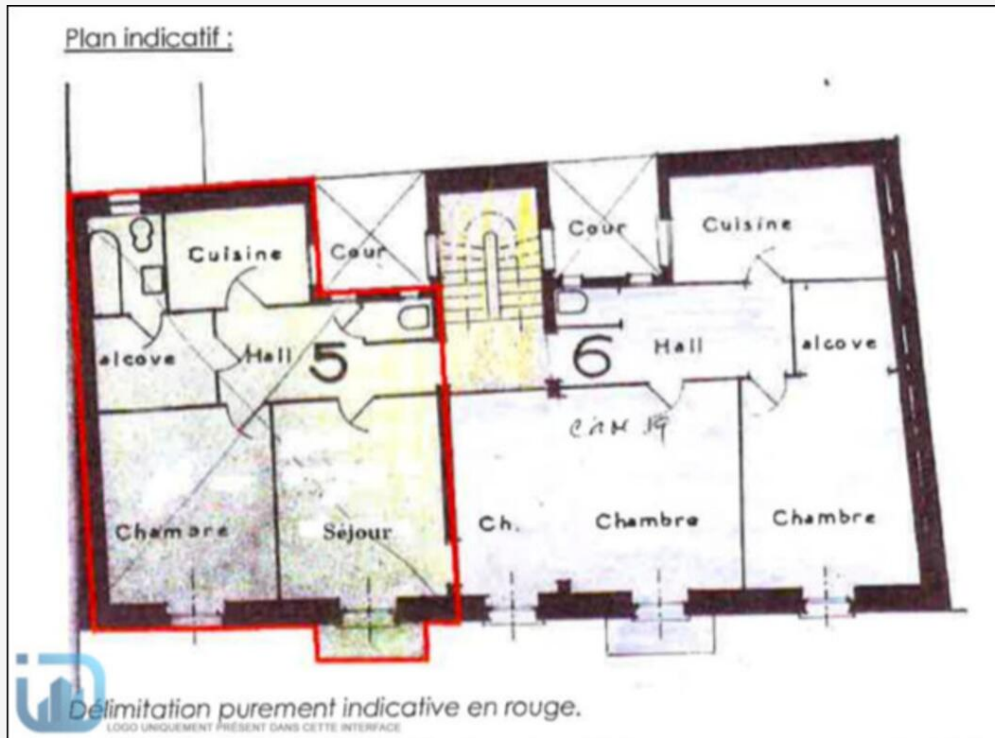 Plan indicatif :
Cuisine
Cour
Cour
Cuisine
alcove
Hall
5
6
Hall
alcove
Chambre
Séjour
Ch.
Chambre
Chambre
Délimitation purement indicative en rouge.
LOGO UNIQUEMENT PRÉSENT DANS CETTE INTERFACE